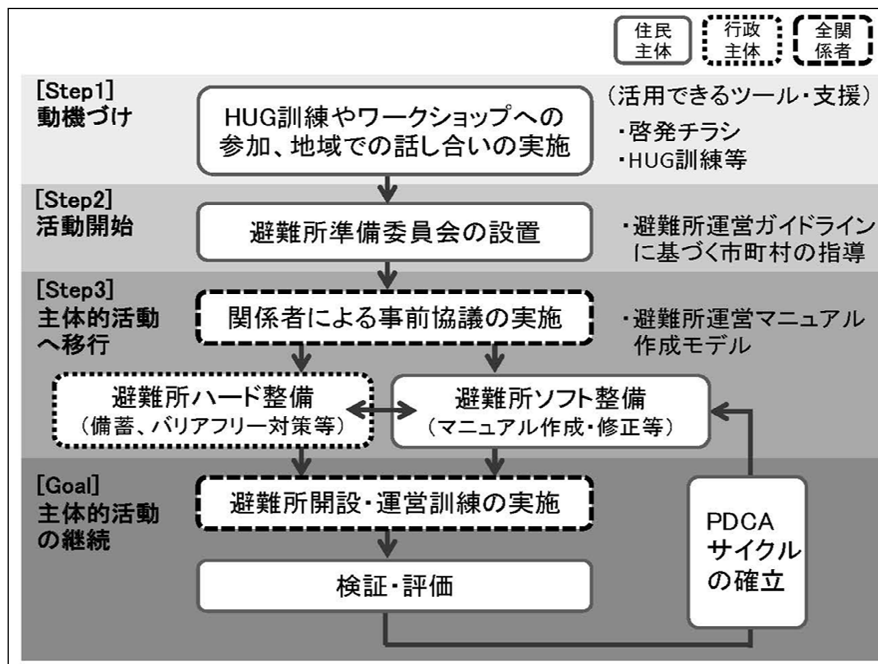 住民
主体
行政
主体
全関
係者
[Step1]
動機づけ
HUG訓練やワークショップへの
参加、地域での話し合いの実施
(活用できるツール・支援)
・啓発チラシ
・HUG訓練等
[Step2]
活動開始
避難所準備委員会の設置
・避難所運営ガイドライン
に基づく市町村の指導
[Step3]
主体的活動
へ移行
関係者による事前協議の実施
・避難所運営マニュアル
作成モデル
避難所ハード整備
(備蓄、バリアフリー対策等)
避難所ソフト整備
(マニュアル作成・修正等)
[Goal]
主体的活動
の継続
避難所開設・運営訓練の実施
検証・評価
PDCA
サイクル
の確立